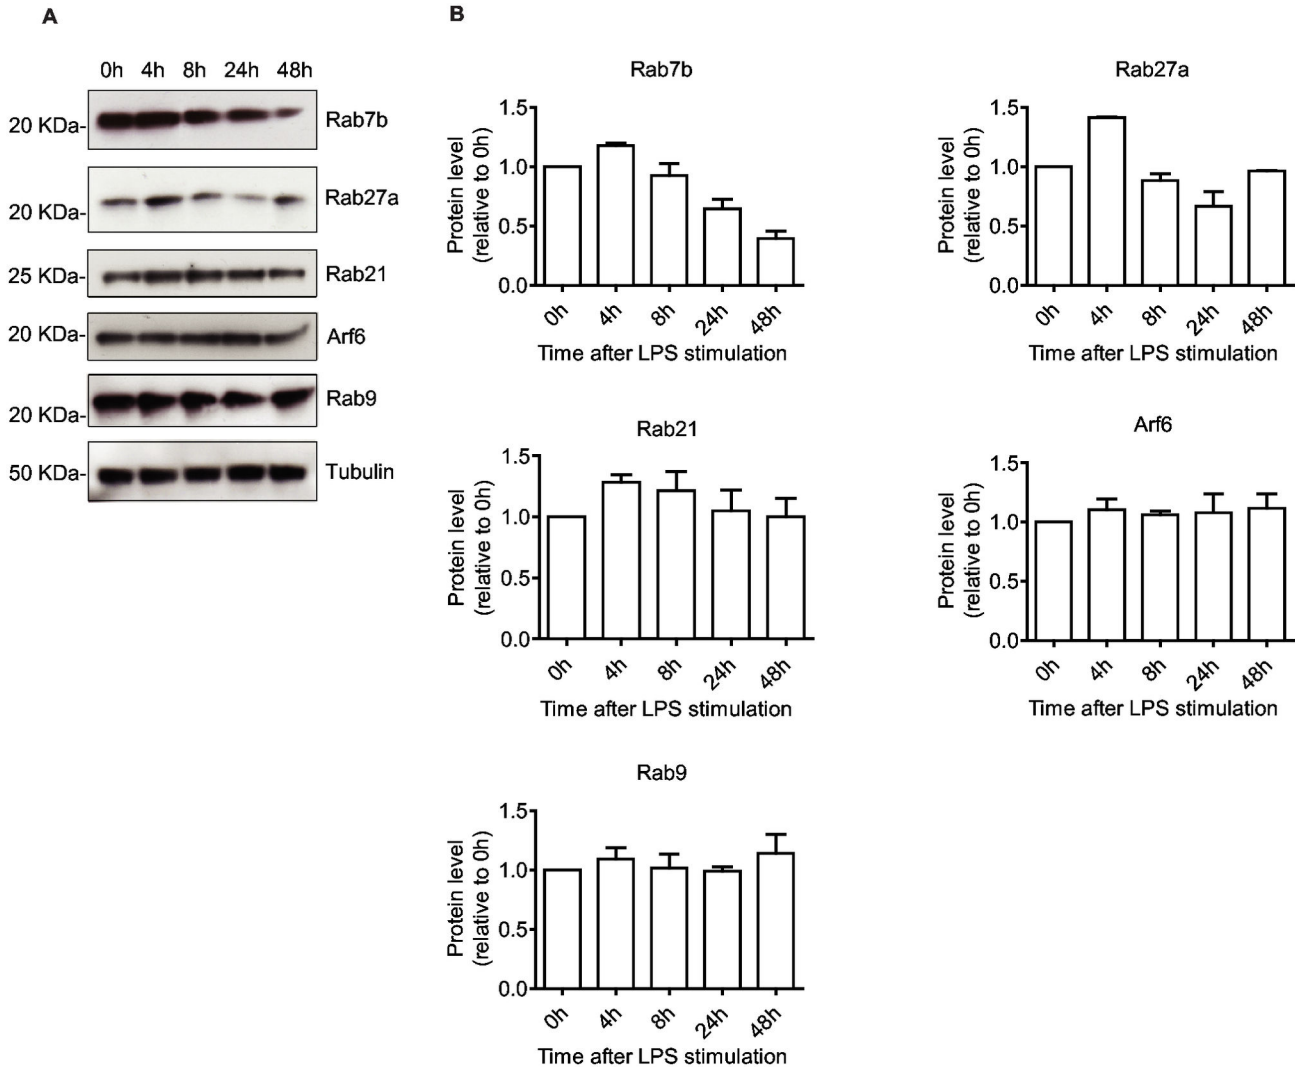 A
0h 4h 8h 24h 48h
20 KDa- Rab7b
20 KDa- Rab27a
25 KDa- Rab21
20 KDa- Arf6
20 KDa- Rab9
50 KDa- Tubulin
B
Rab7b
Protein level
(relative to 0h)
1.5
1.0
0.5
0.0
0h 4h 8h 24h 48h
Time after LPS stimulation
Rab27a
Protein level
(relative to 0h)
1.5
1.0
0.5
0.0
0h 4h 8h 24h 48h
Time after LPS stimulation
Rab21
Protein level
(relative to 0h)
1.5
1.0
0.5
0.0
0h 4h 8h 24h 48h
Time after LPS stimulation
Arf6
Protein level
(relative to 0h)
1.5
1.0
0.5
0.0
0h 4h 8h 24h 48h
Time after LPS stimulation
Rab9
Protein level
(relative to 0h)
1.5
1.0
0.5
0.0
0h 4h 8h 24h 48h
Time after LPS stimulation